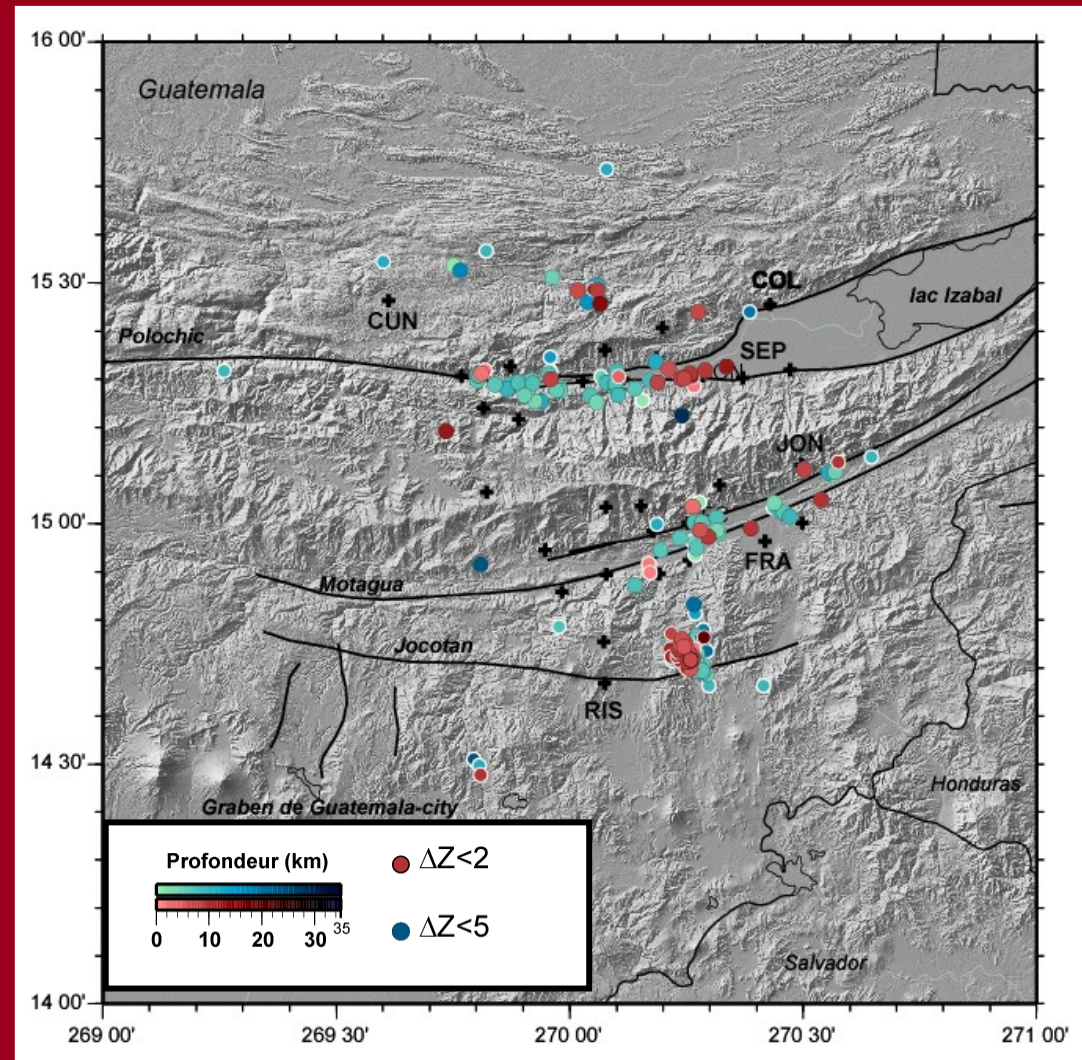 16 00'
Guatemala
15 30'
COL
lac Izabal
CUN
Polochic
SEP
JON
15 00'
FRA
Motagua
Jocotan
RIS
14 30'
Honduras
Graben de Guatemala-city
Profondeur (km)
ΔZ<2
0 10 20 30 35
ΔZ<5
Salvador
14 00'
269 00' 269 30' 270 00' 270 30' 271 00'